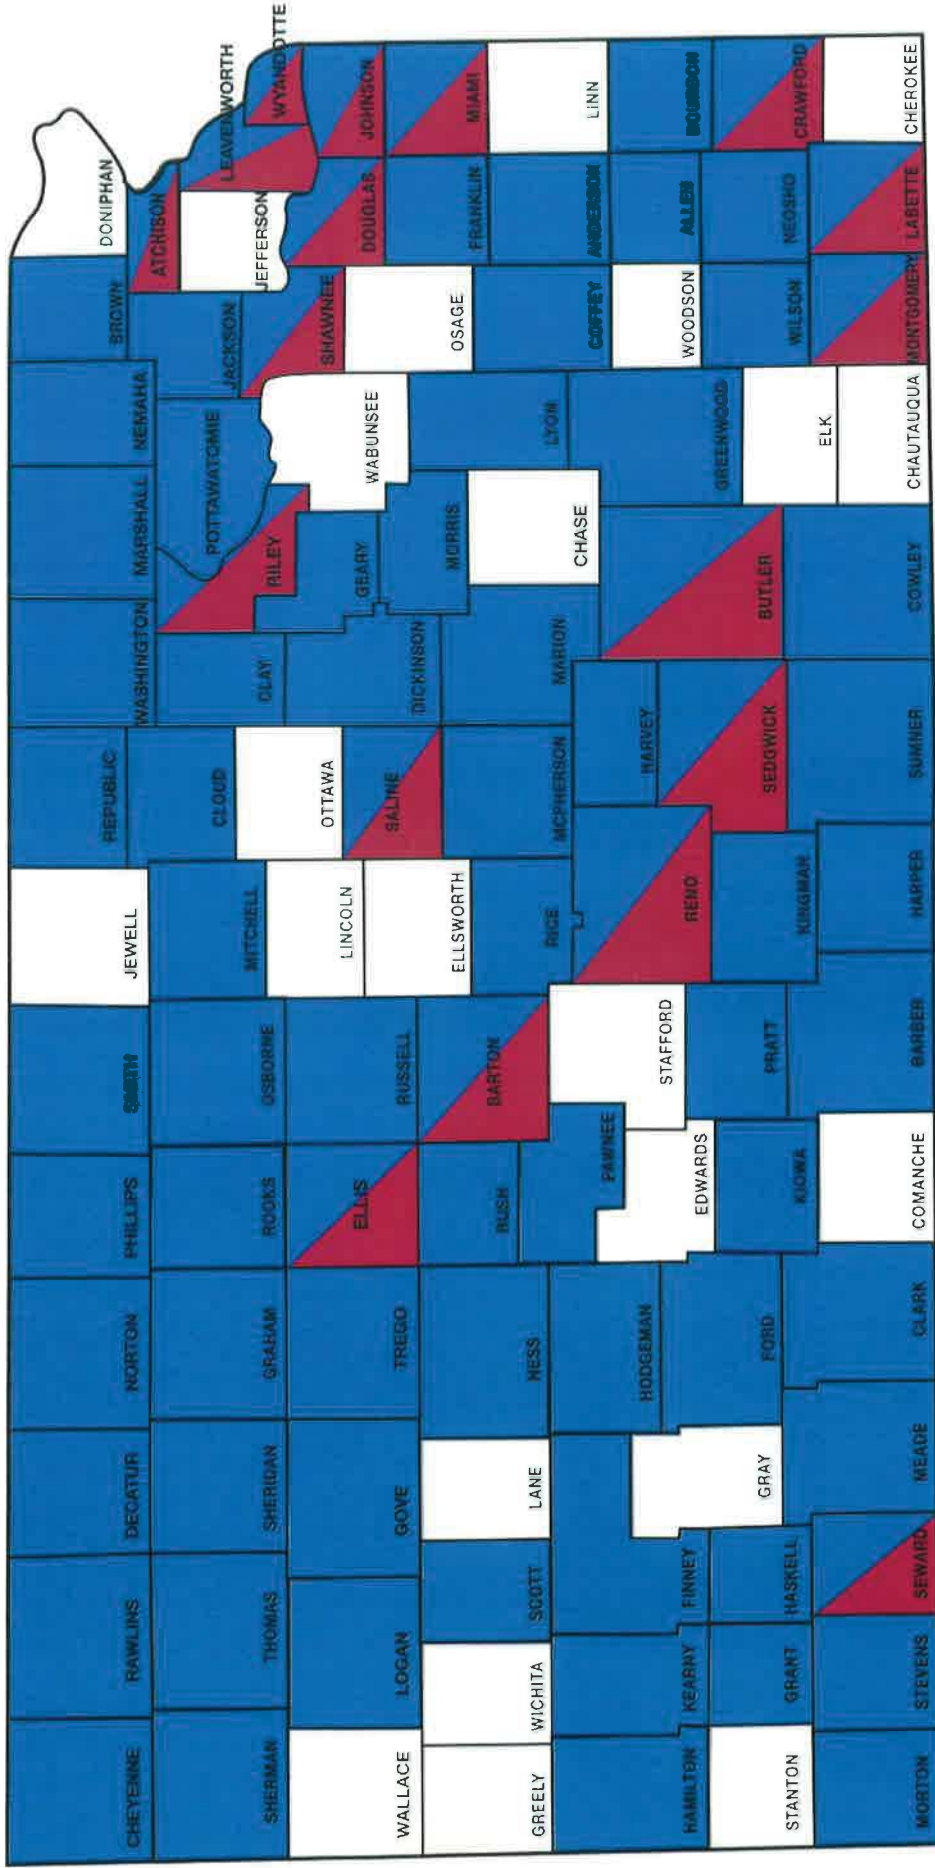 CHEYENNE
RAWLINS
DECATUR
NORTON
PHILLIPS
SMITH
JEWELL
REPUBLIC
WASHINGTON
MARSHALL
NEMAHA
BROWN
DONIPHAN
SHERMAN
THOMAS
SHERIDAN
GRAHAM
ROOKS
OSBORNE
MITCHELL
CLOUD
CLAY
RILEY
POTTAWATOMIE
JACKSON
ATCHISON
JEFFERSON
LEAVENWORTH
WYANDOTTE
WALLACE
LOGAN
GOVE
TREGO
ELLIS
RUSSELL
LINCOLN
OTTAWA
ELLSWORTH
SALINE
DICKINSON
GEARY
MORRIS
WABUNSEE
SHAWNEE
OSAGE
DOUGLAS
JOHNSON
GREELY
WICHITA
SCOTT
LANE
NESS
RUSH
BARTON
RICE
MCPHERSON
MARION
CHASE
LYON
COFFEY
FRANKLIN
MIAMI
ANDERSON
LINN
HAMILTON
KEARNY
FINNEY
HODGEMAN
PAWNEE
EDWARDS
STAFFORD
RENO
HARVEY
BUTLER
GREENWOOD
WOODSON
ALLEN
BOURBON
STANTON
GRANT
HASKELL
GRAY
FORD
KIOWA
PRATT
KINGMAN
SEDGWICK
ELK
WILSON
NEOSHO
CRAWFORD
MORTON
STEVENS
SEWARD
MEADE
CLARK
COMANCHE
BARBER
HARPER
SUMNER
COWLEY
CHAUTAUQUA
MONTGOMERY
LABETTE
CHEROKEE